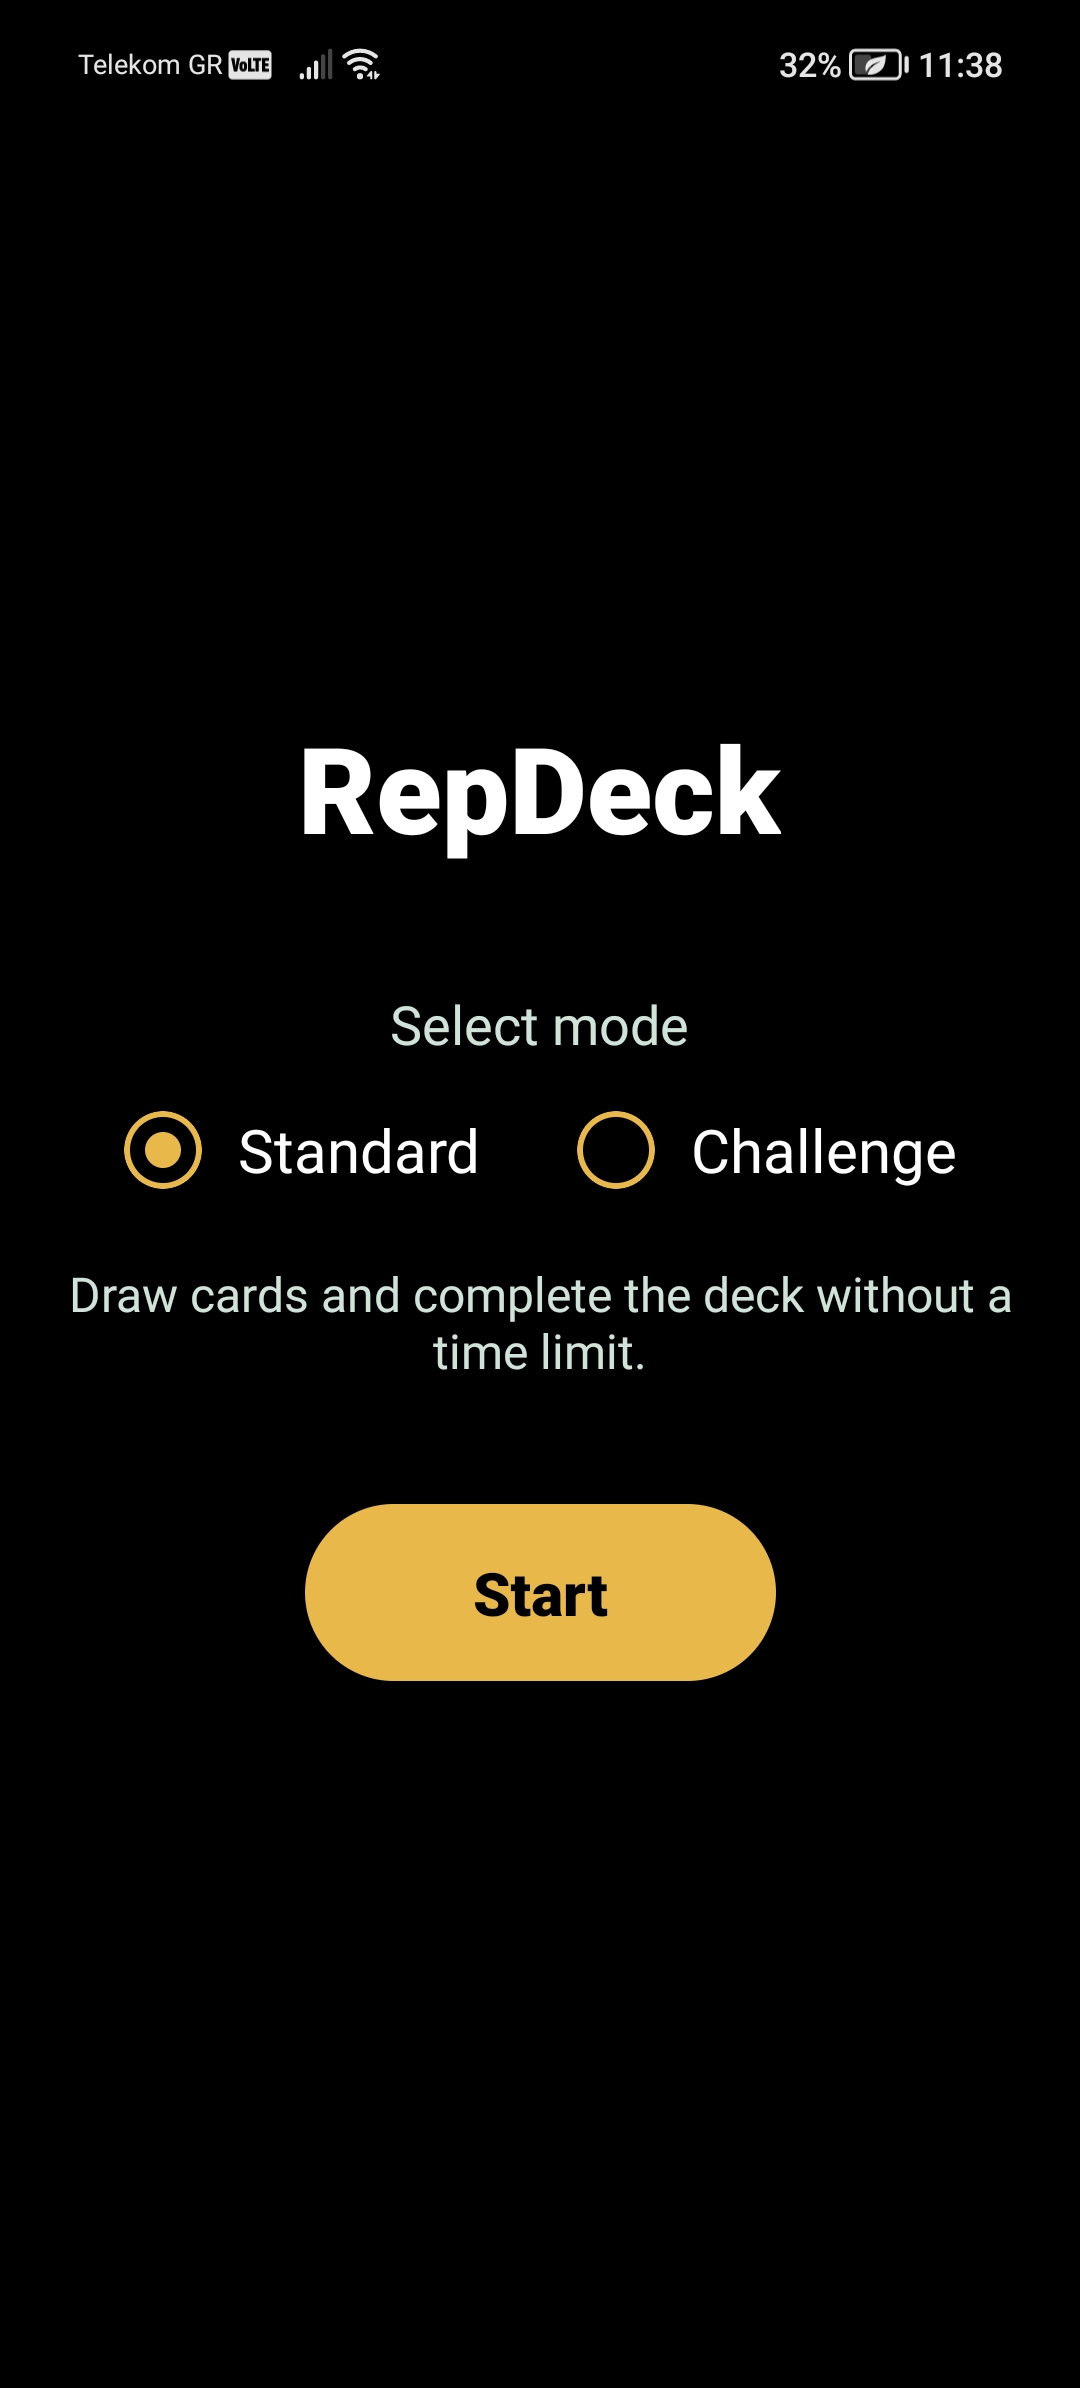 Telekom GR VoLTE 32% 11:38
RepDeck
Select mode
Standard Challenge
Draw cards and complete the deck without a
time limit.
Start